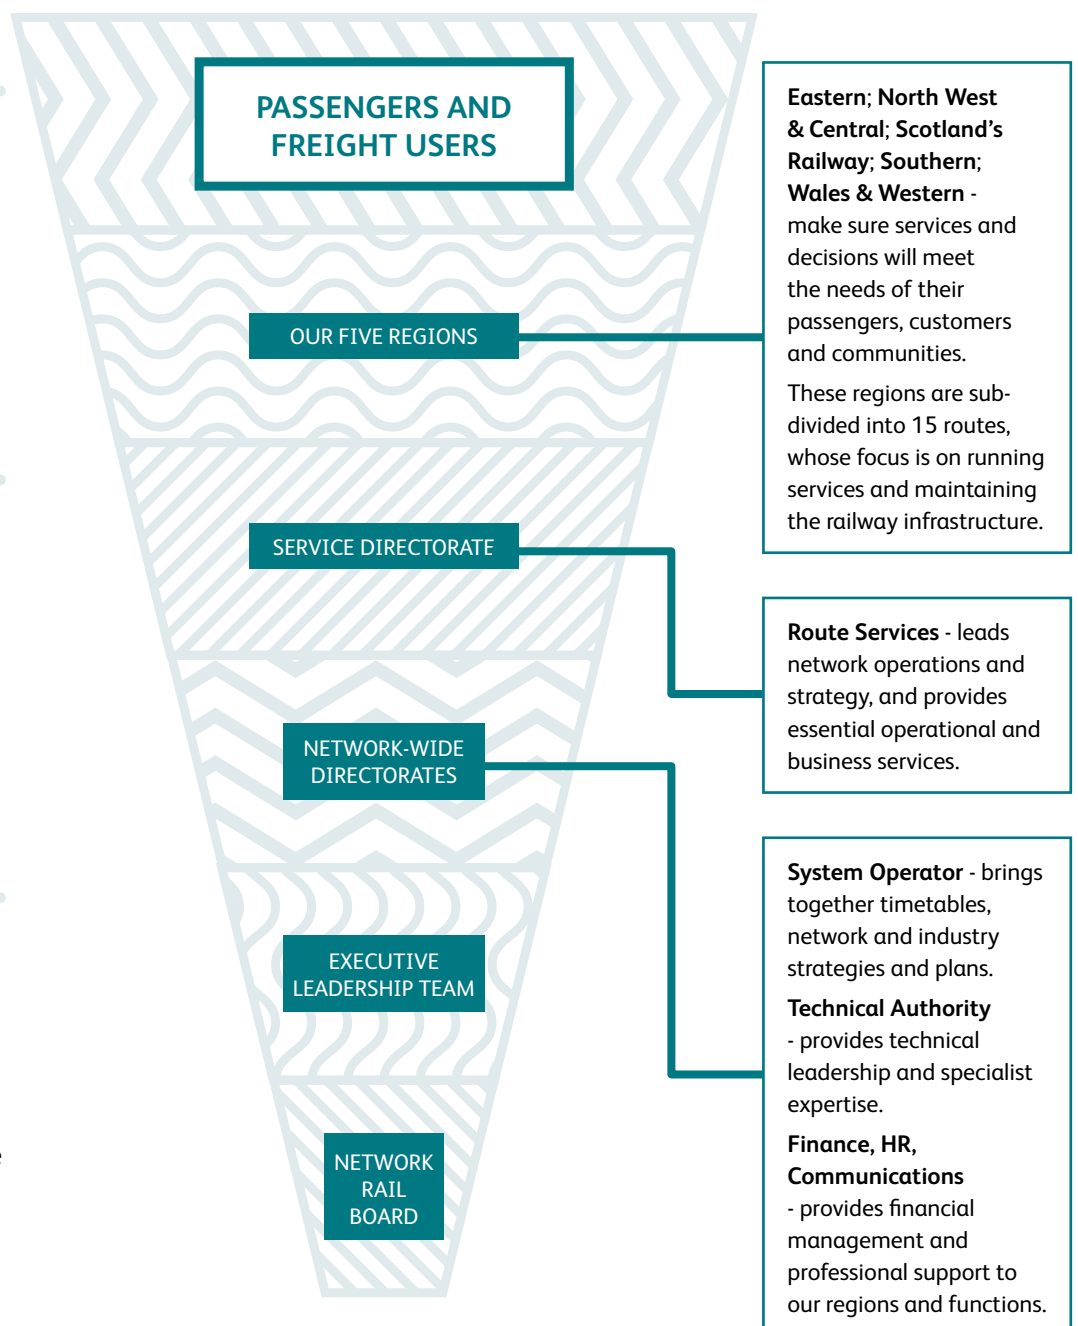 PASSENGERS AND
FREIGHT USERS
OUR FIVE REGIONS
SERVICE DIRECTORATE
NETWORK-WIDE
DIRECTORATES
EXECUTIVE
LEADERSHIP TEAM
NETWORK
RAIL
BOARD
Eastern; North West
& Central; Scotland’s
Railway; Southern;
Wales & Western -
make sure services and
decisions will meet
the needs of their
passengers, customers
and communities.
These regions are sub-
divided into 15 routes,
whose focus is on running
services and maintaining
the railway infrastructure.
Route Services - leads
network operations and
strategy, and provides
essential operational and
business services.
System Operator - brings
together timetables,
network and industry
strategies and plans.
Technical Authority
- provides technical
leadership and specialist
expertise.
Finance, HR,
Communications
- provides financial
management and
professional support to
our regions and functions.